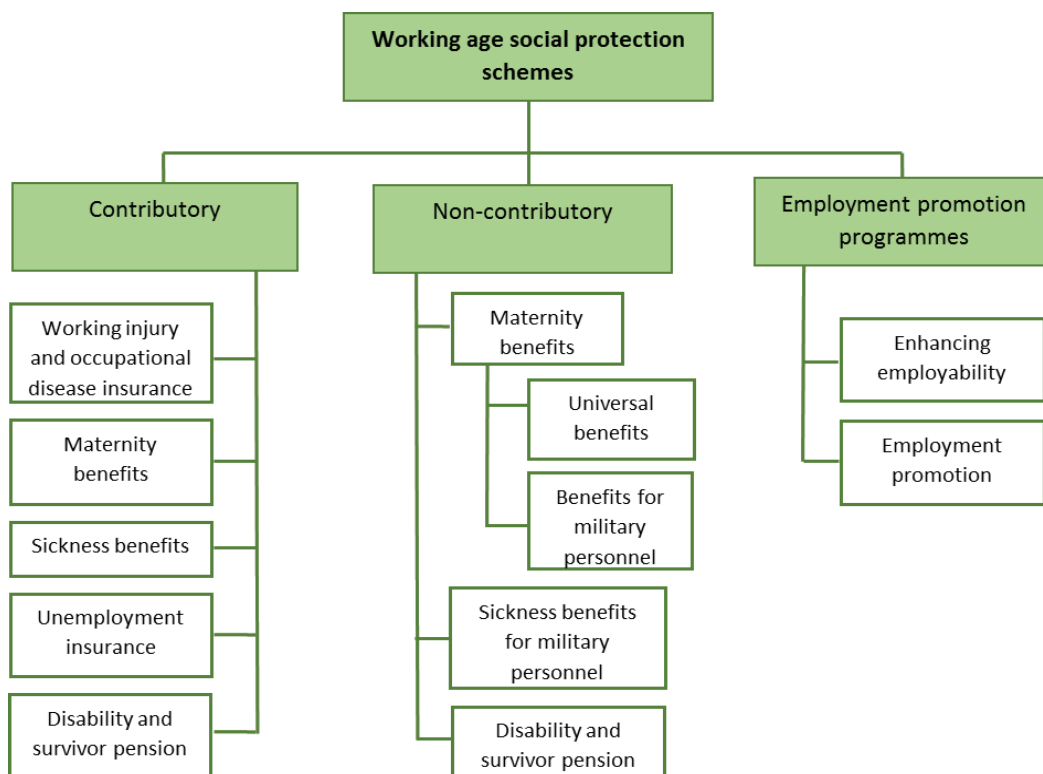 Working age social protection
schemes
Contributory
Non-contributory
Employment promotion
programmes
Working injury
and occupational
disease insurance
Maternity
benefits
Sickness benefits
Unemployment
insurance
Disability and
survivor pension
Maternity
benefits
Universal
benefits
Benefits for
military
personnel
Sickness benefits
for military
personnel
Disability and
survivor pension
Enhancing
employability
Employment
promotion